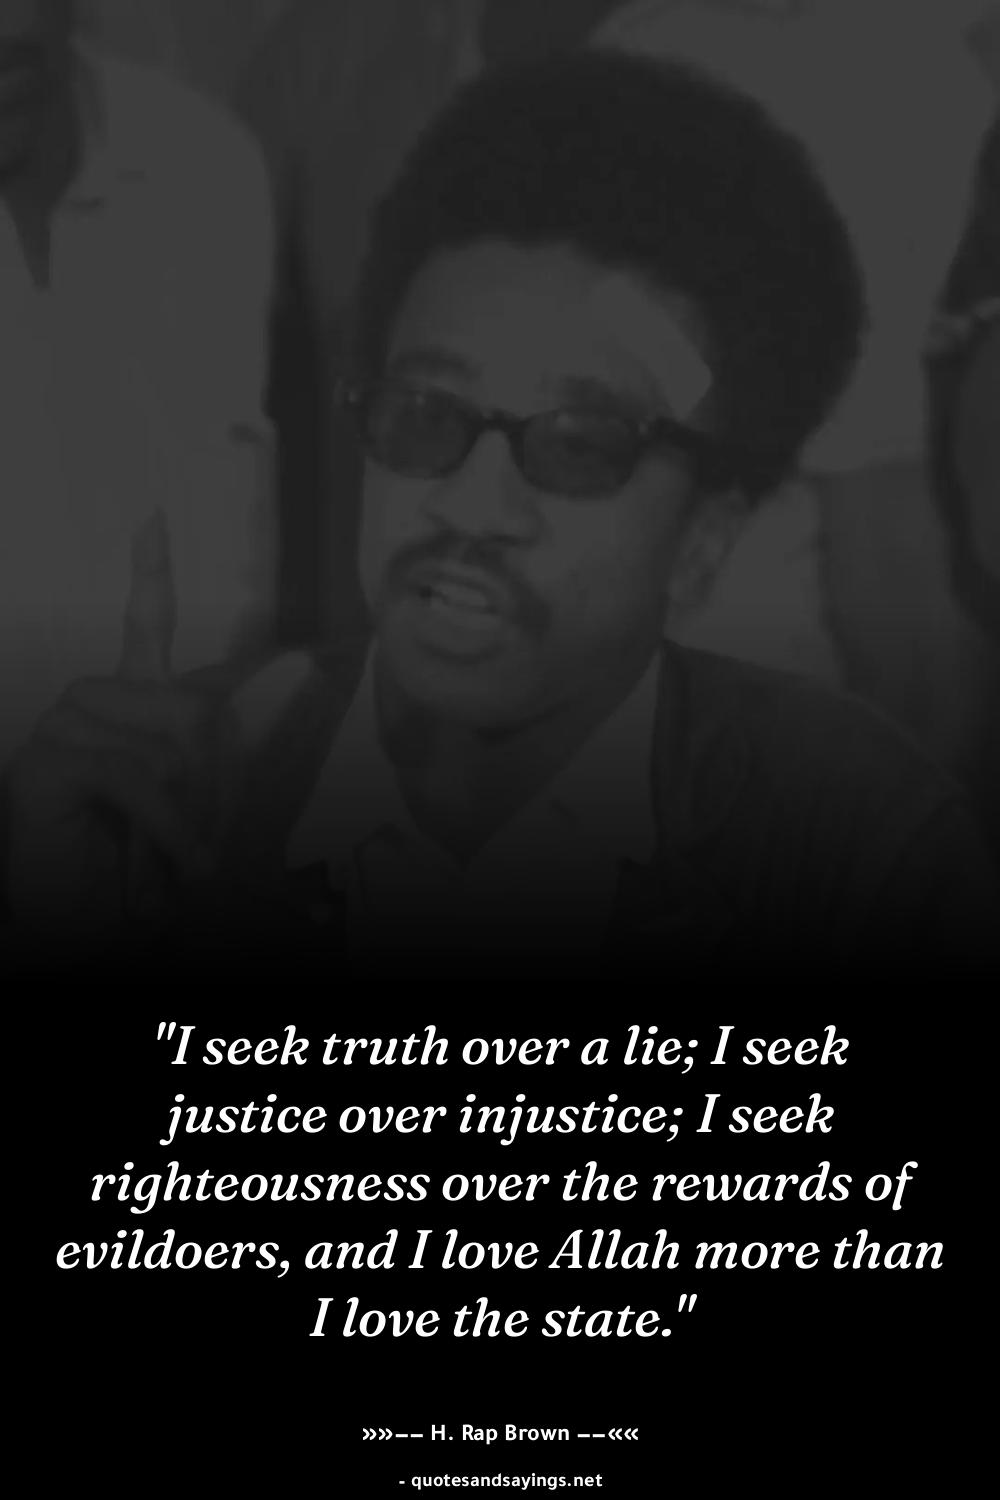 "I seek truth over a lie; I seek
justice over injustice; I seek
righteousness over the rewards of
evildoers, and I love Allah more than
I love the state."
»»−− H. Rap Brown −−««
- quotesandsayings.net